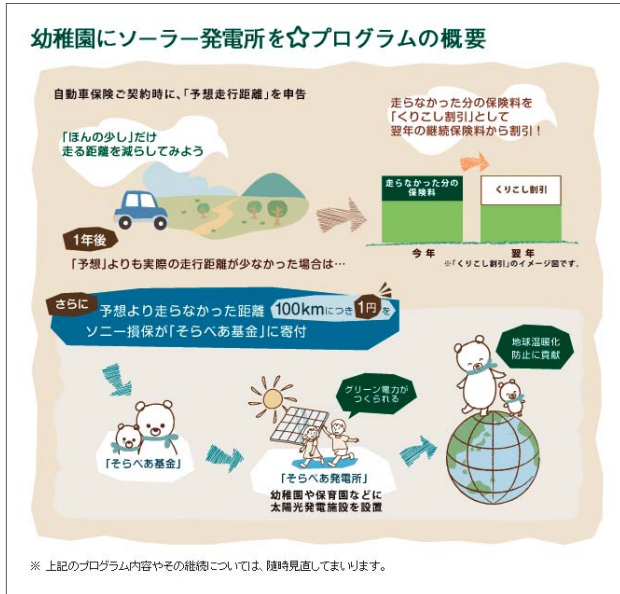 幼稚園にソーラー発電所を☆プログラムの概要
自動車保険ご契約時に、「予想走行距離」を申告
「ほんの少し」だけ
走る距離を減らしてみよう
走らなかった分の保険料を
「くりこし割引」として
翌年の継続保険料から割引！
走らなかった分の
保険料
くりこし割引
今年
翌年
※「くりこし割引」のイメージ図です。
1年後
「予想」よりも実際の走行距離が少なかった場合は…
さらに
予想より走らなかった距離 100kmにつき1円を
ソニー損保が「そらべあ基金」に寄付
地球温暖化
防止に貢献
グリーン電力が
つくられる
「そらべあ基金」
「そらべあ発電所」
幼稚園や保育園などに
太陽光発電施設を設置
※ 上記のプログラム内容やその継続については、随時見直してまいります。